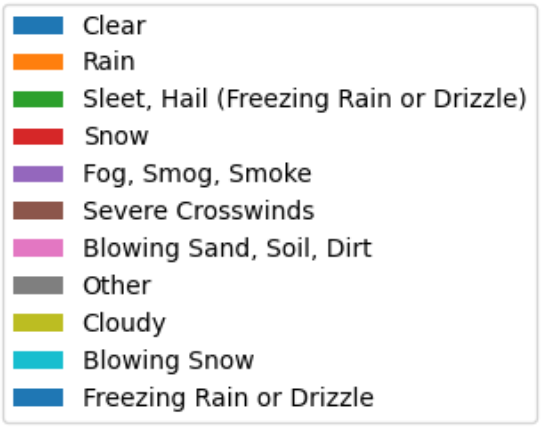 Clear
Rain
Sleet, Hail (Freezing Rain or Drizzle)
Snow
Fog, Smog, Smoke
Severe Crosswinds
Blowing Sand, Soil, Dirt
Other
Cloudy
Blowing Snow
Freezing Rain or Drizzle